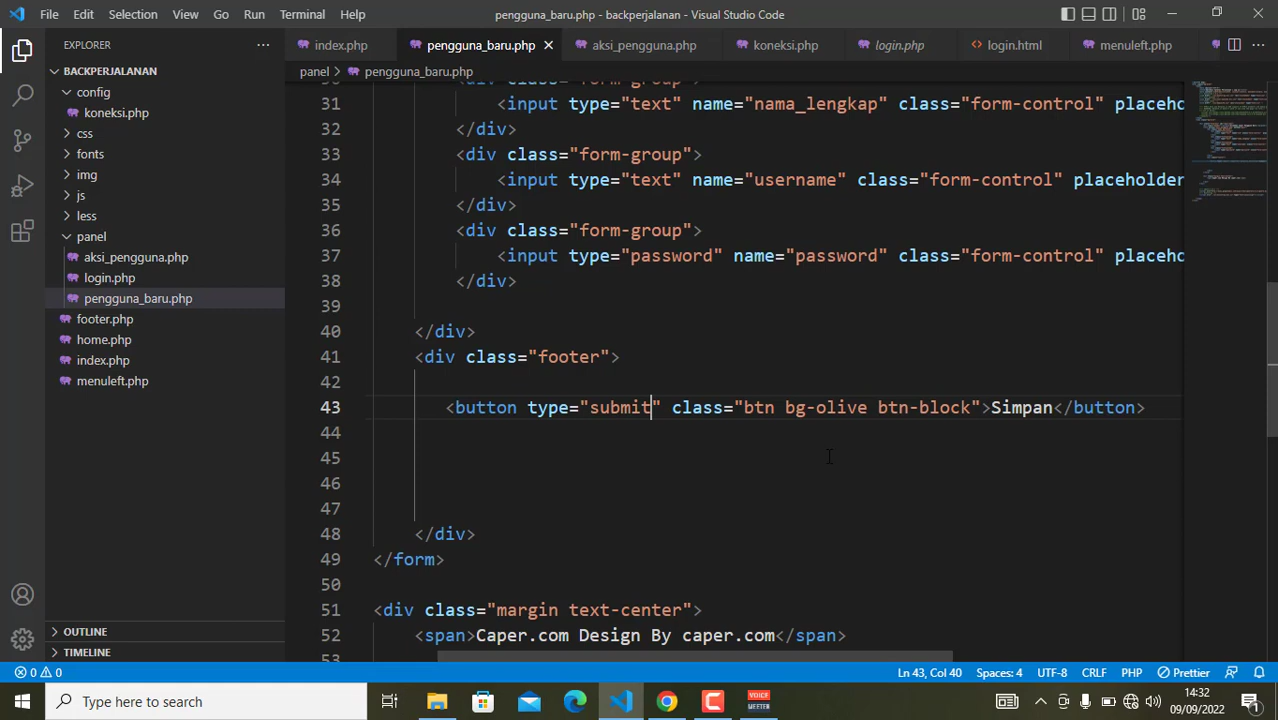 File Edit Selection View Go Run Terminal Help
pengguna_baru.php - backperjalanan - Visual Studio Code
EXPLORER
BACKPERJALANAN
config
koneksi.php
css
fonts
img
js
less
panel
aksi_pengguna.php
login.php
pengguna_baru.php
footer.php
home.php
index.php
menuleft.php
OUTLINE
TIMELINE
index.php pengguna_baru.php aksi_pengguna.php koneksi.php login.php login.html menuleft.php
panel > pengguna_baru.php
31 <input type="text" name="nama_lengkap" class="form-control" placeho
32 </div>
33 <div class="form-group">
34 <input type="text" name="username" class="form-control" placeholder
35 </div>
36 <div class="form-group">
37 <input type="password" name="password" class="form-control" placeho
38 </div>
39
40 </div>
41 <div class="footer">
42
43 <button type="submit" class="btn bg-olive btn-block">Simpan</button>
44
45
46
47
48 </div>
49 </form>
50
51 <div class="margin text-center">
52 <span>Caper.com Design By caper.com</span>
0 0 Ln 43, Col 40 Spaces: 4 UTF-8 CRLF PHP Prettier
Type here to search
VOICE
MEETER
14:32
09/09/2022
1